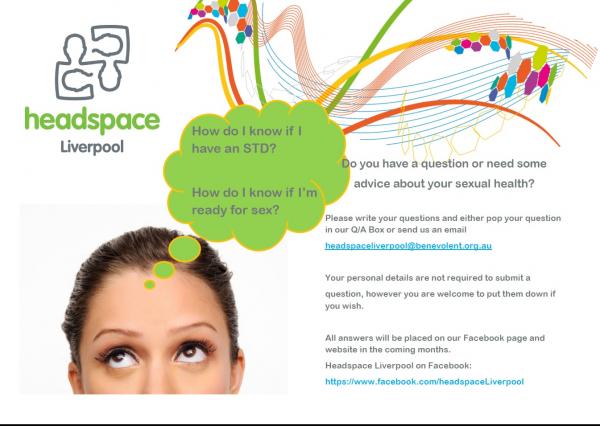 headspace
Liverpool
How do I know if I
have an STD?
How do I know if I'm
ready for sex?
Do you have a question or need some
advice about your sexual health?
Please write your questions and either pop your question
in our Q/A Box or send us an email
headspaceliverpool@benevolent.org.au
Your personal details are not required to submit a
question, however you are welcome to put them down if
you wish.
All answers will be placed on our Facebook page and
website in the coming months.
Headspace Liverpool on Facebook:
https://www.facebook.com/headspaceLiverpool